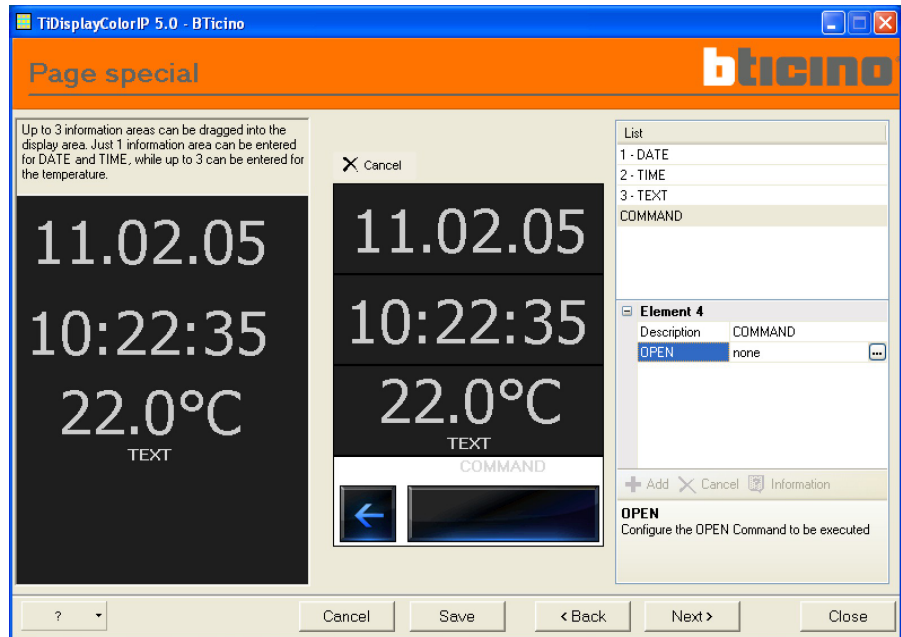 TiDisplayColorIP 5.0 - BTicino
Page special
bticino
Up to 3 information areas can be dragged into the
display area. Just 1 information area can be entered
for DATE and TIME, while up to 3 can be entered for
the temperature.
11.02.05
10:22:35
22.0°C
TEXT
Cancel
11.02.05
10:22:35
22.0°C
TEXT
COMMAND
List
1 - DATE
2 - TIME
3 - TEXT
COMMAND
Element 4
Description COMMAND
OPEN none ...
Add Cancel Information
OPEN
Configure the OPEN Command to be executed
? Cancel Save < Back Next > Close